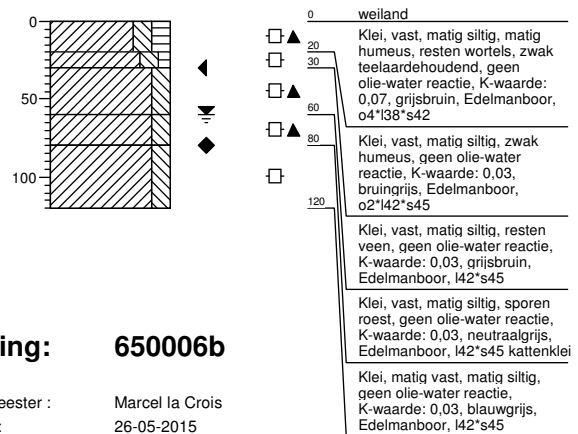 0
50
100
0
weiland
20
30
60
80
120
Klei, vast, matig siltig, matig
humeus, resten wortels, zwak
teelaardehoudend, geen
olie-water reactie, K-waarde:
0,07, grijsbruin, Edelmanboor,
o4*l38*s42
Klei, vast, matig siltig, zwak
humeus, geen olie-water
reactie, K-waarde: 0,03,
bruingrijs, Edelmanboor,
o2*l42*s45
Klei, vast, matig siltig, resten
veen, geen olie-water reactie,
K-waarde: 0,03, grijsbruin,
Edelmanboor, l42*s45
Klei, vast, matig siltig, sporen
roest, geen olie-water reactie,
K-waarde: 0,03, neutraalgrijs,
Edelmanboor, l42*s45 kattenklei
Klei, matig vast, matig siltig,
geen olie-water reactie,
K-waarde: 0,03, blauwgrijs,
Edelmanboor, l42*s45
ing: 650006b
eester : Marcel la Crois
: 26-05-2015